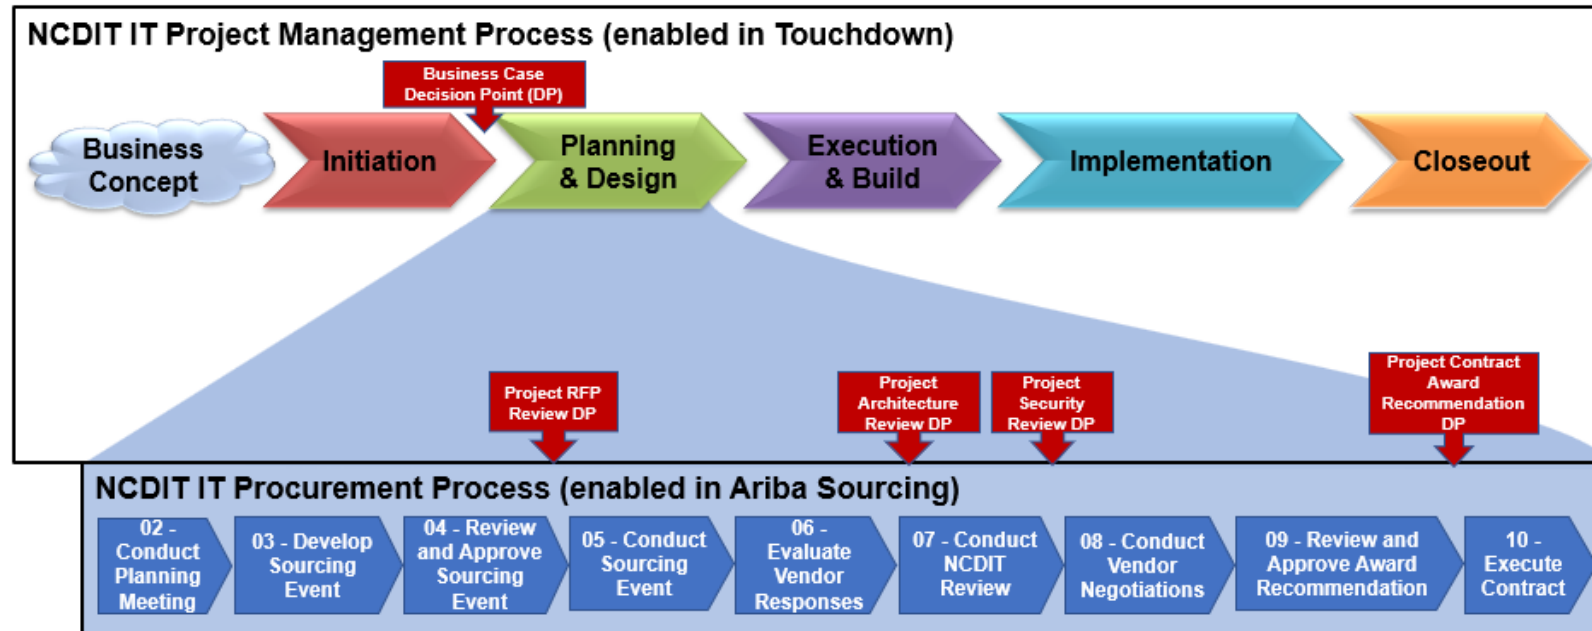 NCDIT IT Project Management Process (enabled in Touchdown)
Business Case
Decision Point (DP)
Business
Concept
Initiation
Planning
& Design
Execution
& Build
Implementation
Closeout
Project RFP
Review DP
Project
Architecture
Review DP
Project
Security
Review DP
Project Contract
Award
Recommendation
DP
NCDIT IT Procurement Process (enabled in Ariba Sourcing)
02 -
Conduct
Planning
Meeting
03 - Develop
Sourcing
Event
04 - Review
and Approve
Sourcing
Event
05 - Conduct
Sourcing
Event
06 -
Evaluate
Vendor
Responses
07 - Conduct
NCDIT
Review
08 - Conduct
Vendor
Negotiations
09 - Review and
Approve Award
Recommendation
10 -
Execute
Contract